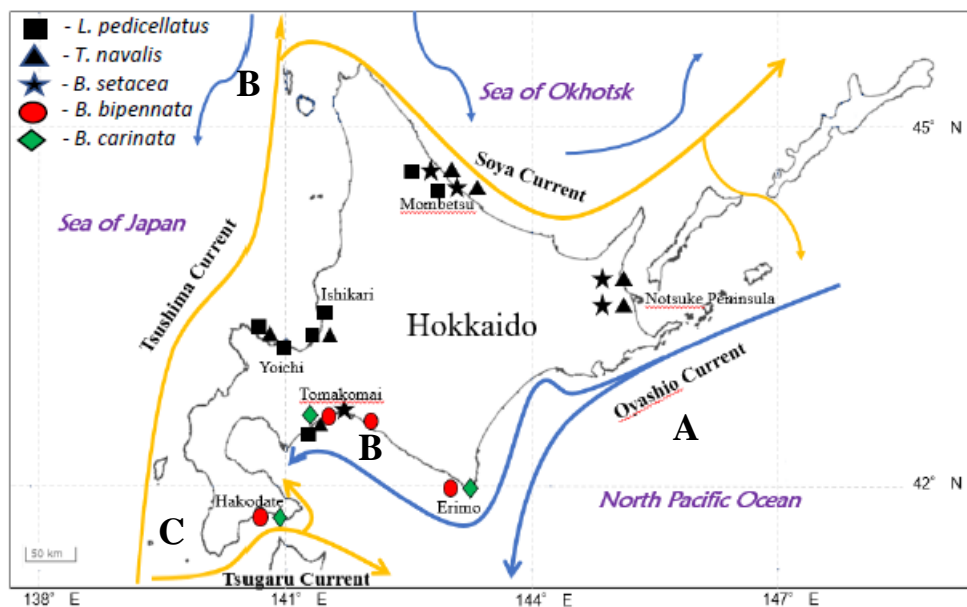 - L. pedicellatus
- T. navalis
- B. setacea
- B. bipennata
- B. carinata
B
Sea of Okhotsk
45° N
Soya Current
Mombetsu
Sea of Japan
Tsushima Current
Ishikari
Notsuke Peninsula
Hokkaido
Yoichi
Tomakomai
Oyashio Current
A
B
42° N
Erimo
North Pacific Ocean
Hakodate
C
50 km
Tsugaru Current
138° E
141° E
144° E
147° E